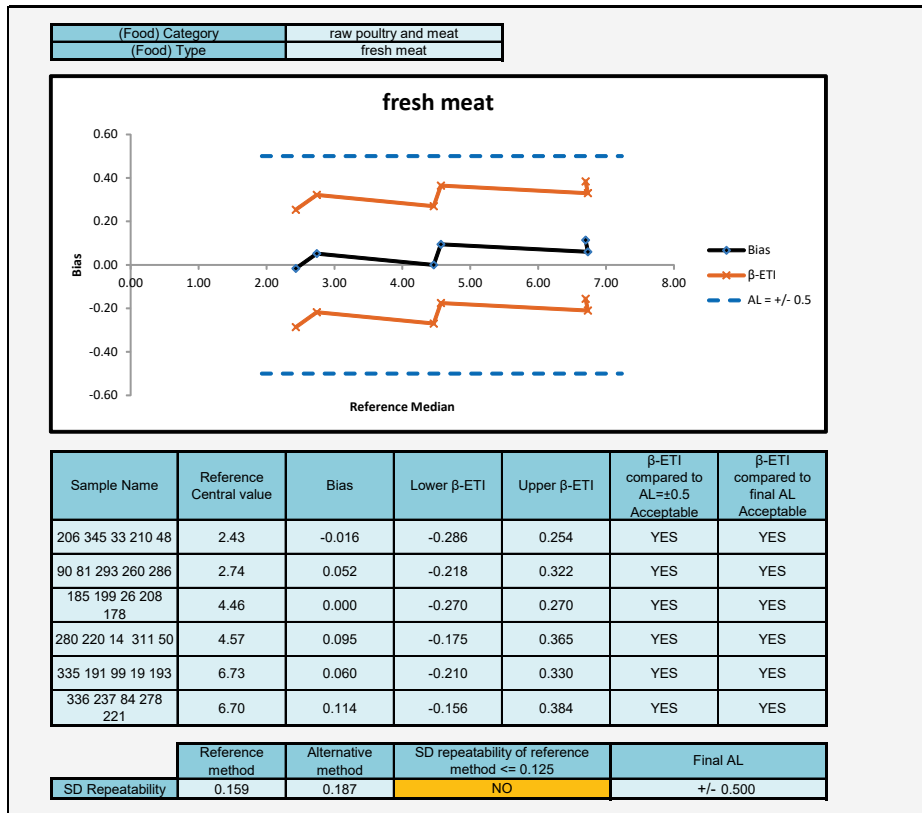 (Food) Category raw poultry and meat
(Food) Type fresh meat
fresh meat
0.60
0.40
0.20
0.00
-0.20
-0.40
-0.60
0.00 1.00 2.00 3.00 4.00 5.00 6.00 7.00 8.00
Bias
Reference Median
Bias
β-ETI
AL = +/- 0.5
Sample Name Reference Central value Bias Lower β-ETI Upper β-ETI β-ETI compared to AL=±0.5 Acceptable β-ETI compared to final AL Acceptable
206 345 33 210 48 2.43 -0.016 -0.286 0.254 YES YES
90 81 293 260 286 2.74 0.052 -0.218 0.322 YES YES
185 199 26 208 178 4.46 0.000 -0.270 0.270 YES YES
280 220 14 311 50 4.57 0.095 -0.175 0.365 YES YES
335 191 99 19 193 6.73 0.060 -0.210 0.330 YES YES
336 237 84 278 221 6.70 0.114 -0.156 0.384 YES YES
Reference method Alternative method SD repeatability of reference method <= 0.125 Final AL
SD Repeatability 0.159 0.187 NO +/- 0.500